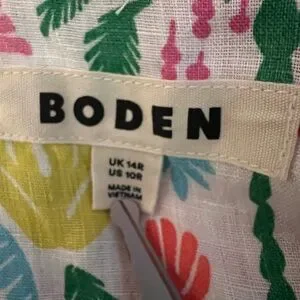 BODEN
UK 14R
US 10R
MADE IN
VIETNAM